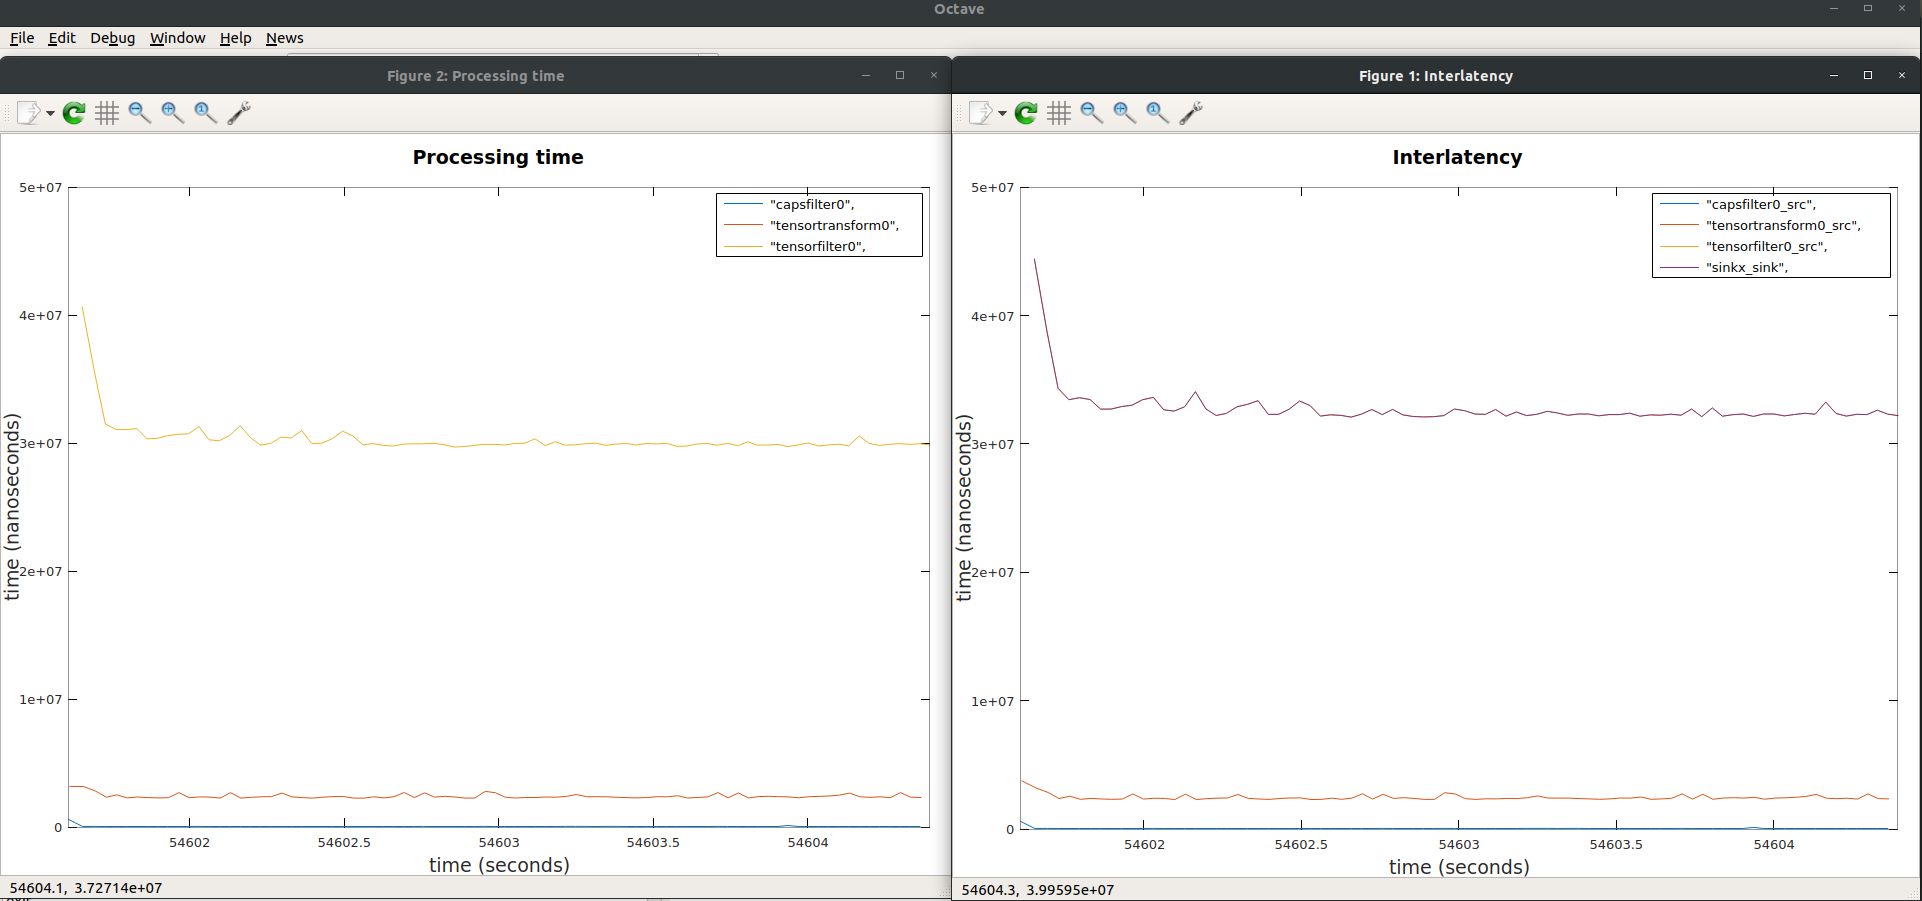 Octave
File Edit Debug Window Help News
Figure 2: Processing time
Processing time
5e+07
4e+07
3e+07
2e+07
1e+07
0
time (nanoseconds)
"capsfilter0",
"tensortransform0",
"tensorfilter0",
54602 54602.5 54603 54603.5 54604
time (seconds)
54604.1, 3.72714e+07
Figure 1: Interlatency
Interlatency
5e+07
4e+07
3e+07
2e+07
1e+07
0
time (nanoseconds)
"capsfilter0_src",
"tensortransform0_src",
"tensorfilter0_src",
"sinkx_sink",
54602 54602.5 54603 54603.5 54604
time (seconds)
54604.3, 3.99595e+07